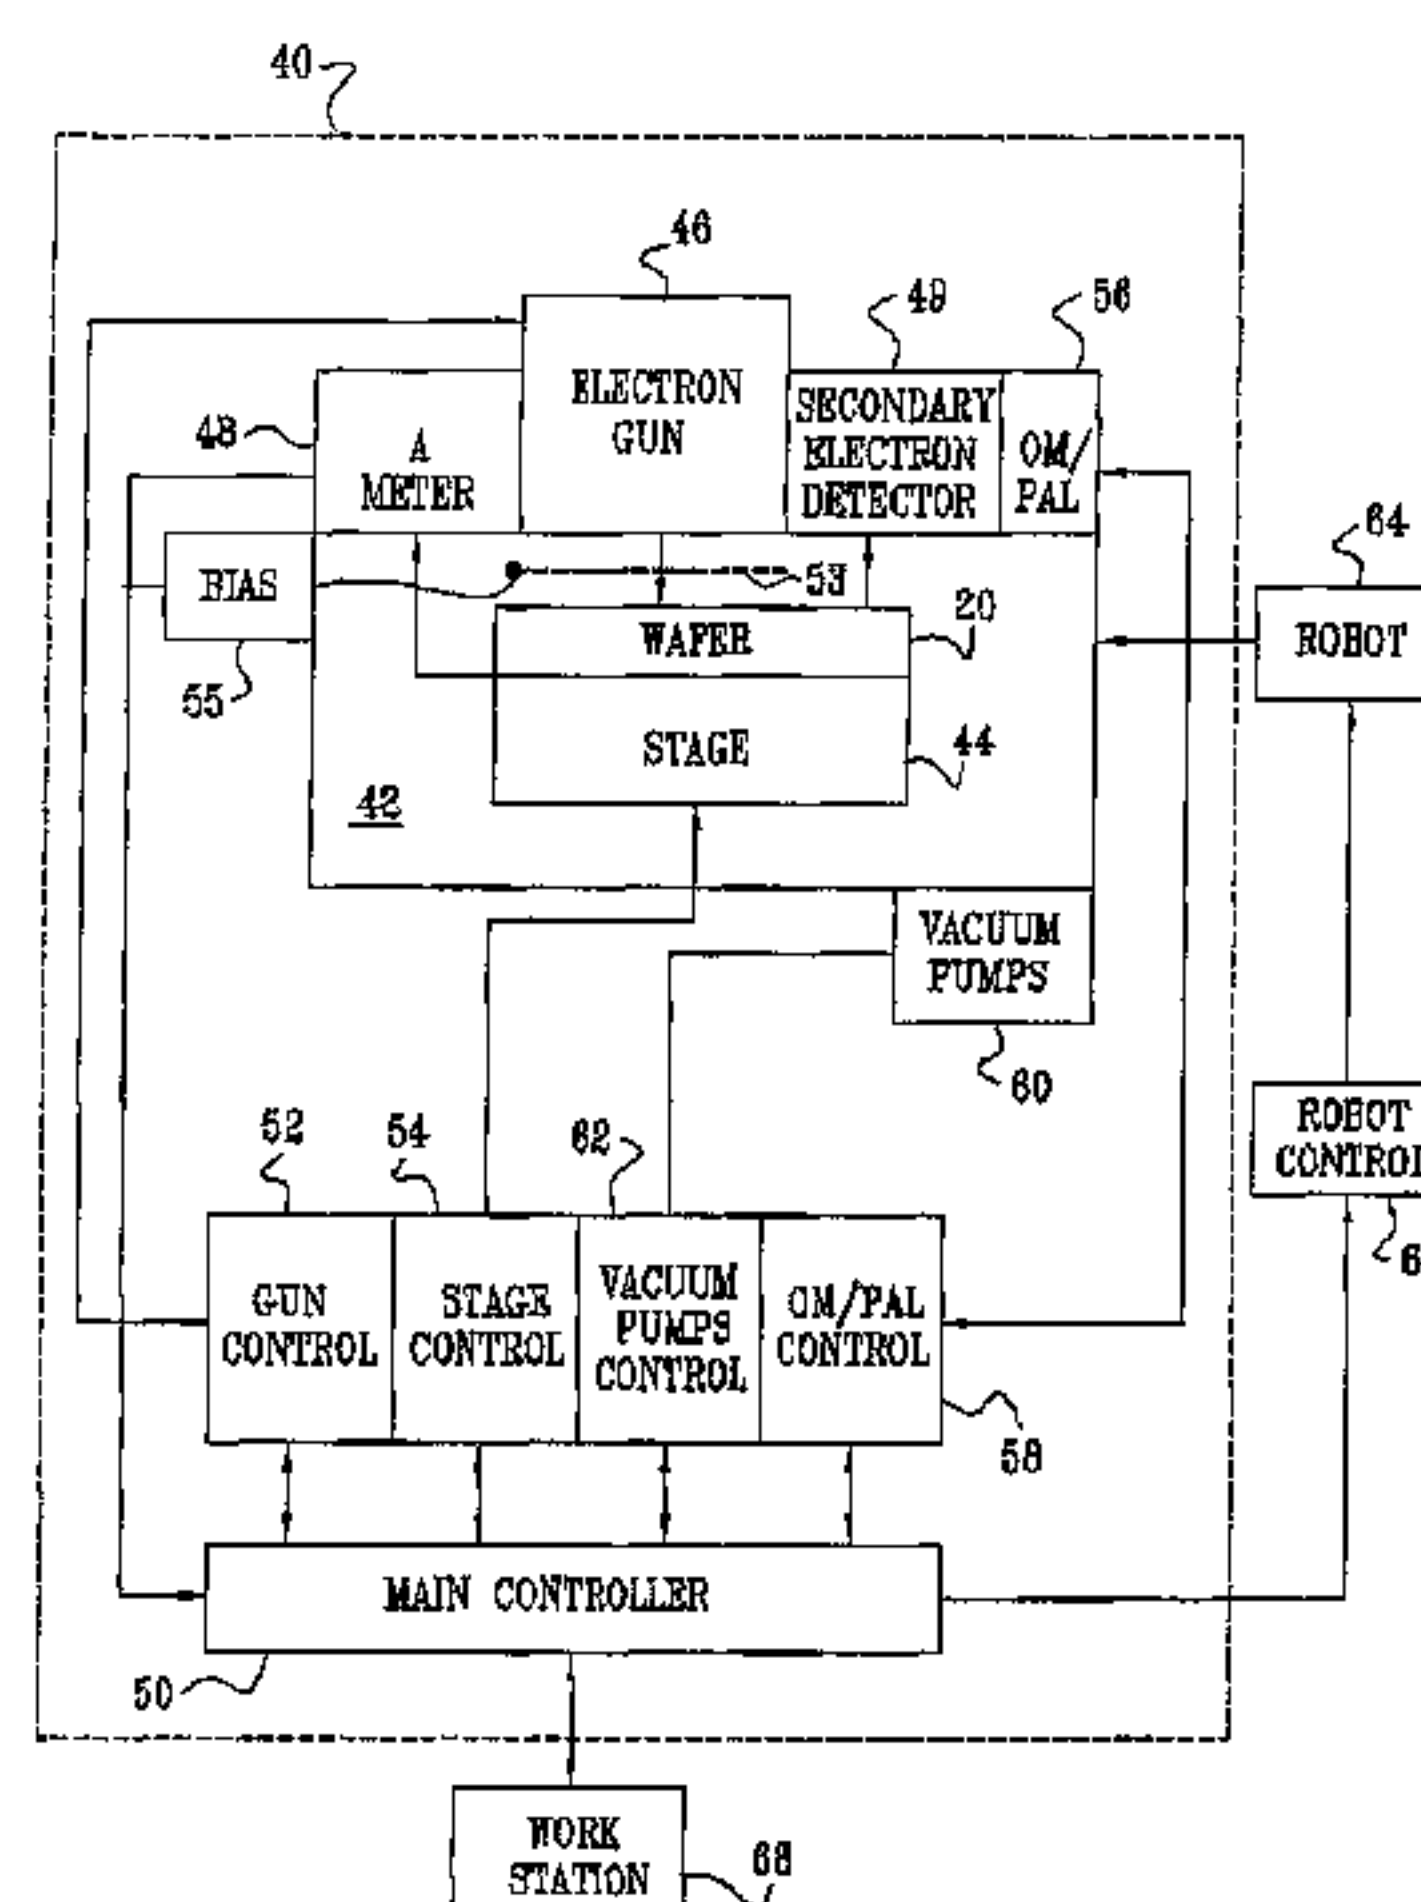 40
46
49
56
ELECTRON
GUN
SECONDARY
ELECTRON
DETECTOR
OM/
PAL
48
A
METER
64
BIAS
53
20
WAFER
ROBOT
55
STAGE
44
42
VACUUM
PUMPS
60
52
54
62
ROBOT
GUN
CONTROL
STAGE
CONTROL
VACUUM
PUMPS
CONTROL
OM/PAL
CONTROL
58
MAIN CONTROLLER
50
WORK
STATION
68